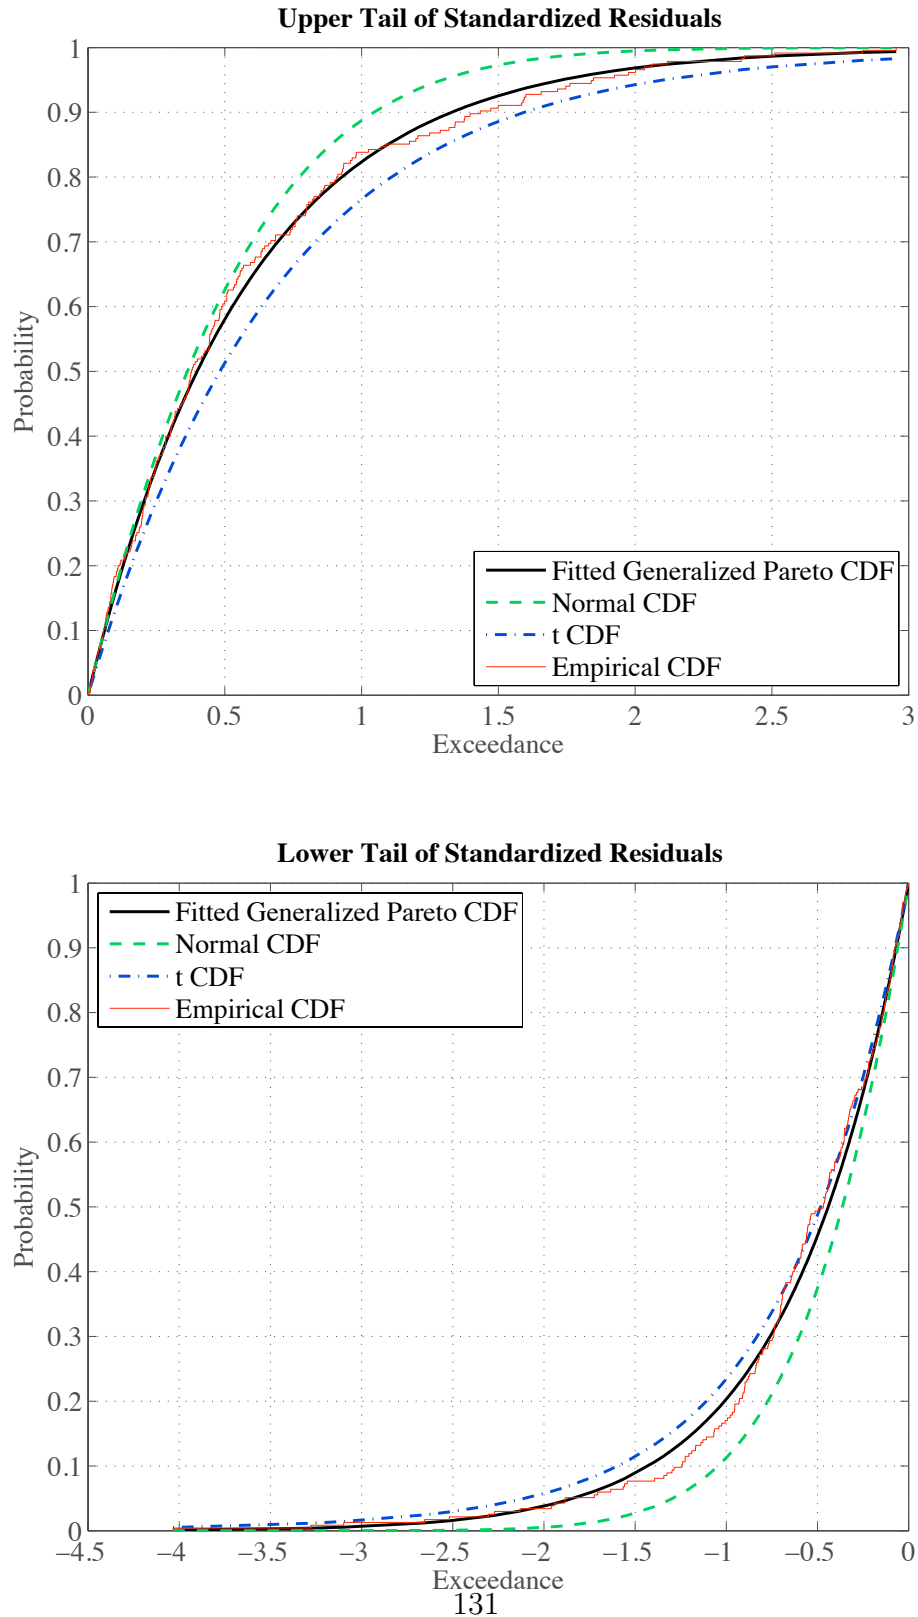 Upper Tail of Standardized Residuals
1
0.9
0.8
0.7
0.6
0.5
0.4
0.3
0.2
0.1
0
Probability
Fitted Generalized Pareto CDF
Normal CDF
t CDF
Empirical CDF
0 0.5 1 1.5 2 2.5 3
Exceedance
Lower Tail of Standardized Residuals
1
0.9
0.8
0.7
0.6
0.5
0.4
0.3
0.2
0.1
0
Probability
Fitted Generalized Pareto CDF
Normal CDF
t CDF
Empirical CDF
−4.5 −4 −3.5 −3 −2.5 −2 −1.5 −1 −0.5 0
Exceedance
131